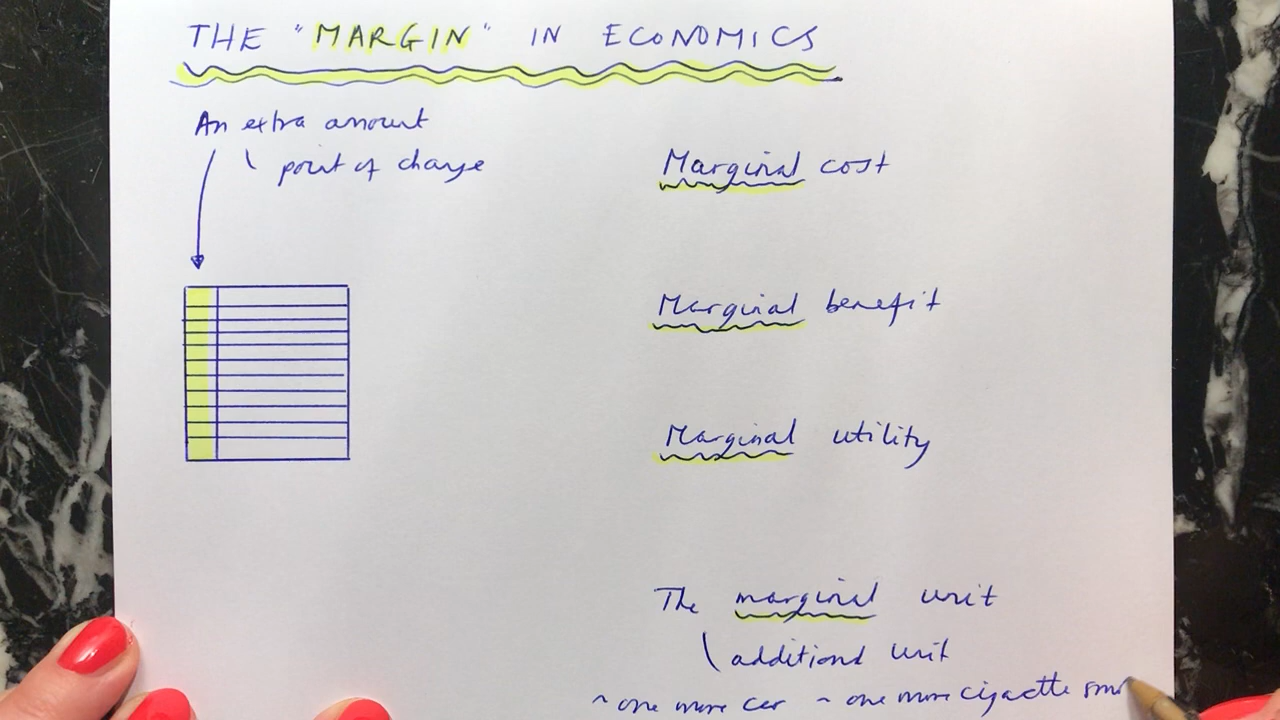 THE "MARGIN" IN ECONOMICS
An extra amount
point of change
Marginal cost
Marginal benefit
Marginal utility
The marginal unit
additional unit
~ one more car ~ one more cigarette smo